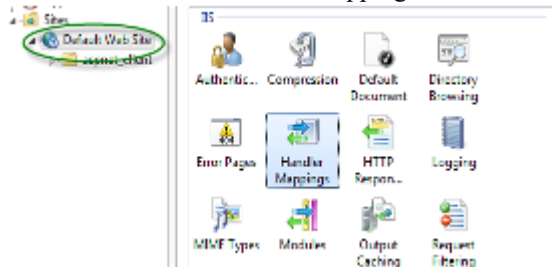 Sites
Default Web Site
aspnet_client
IIS
Authentic... Compression Default Document Directory Browsing
Error Pages Handler Mappings HTTP Respon... Logging
MIME Types Modules Output Caching Request Filtering